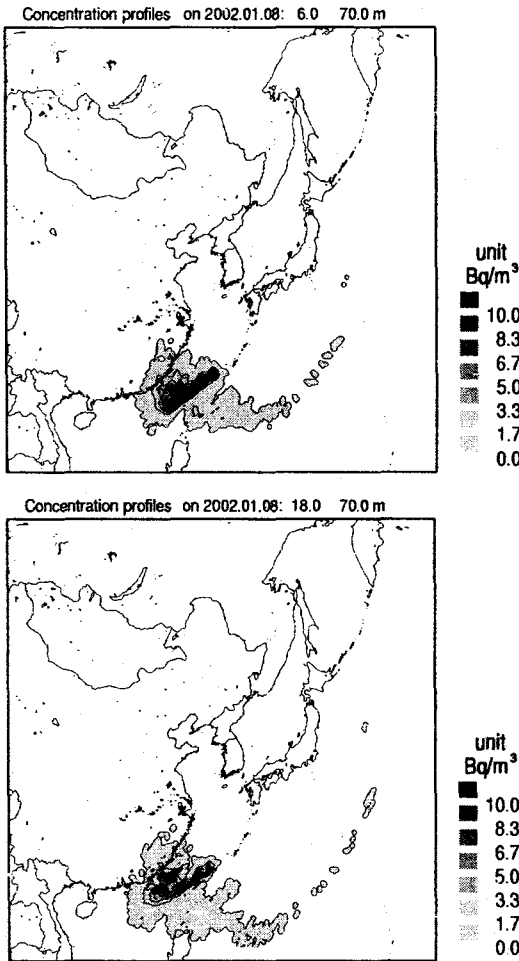 Concentration profiles on 2002.01.08: 6.0 70.0 m
unit
Bq/m³
10.0
8.3
6.7
5.0
3.3
1.7
0.0
Concentration profiles on 2002.01.08: 18.0 70.0 m
unit
Bq/m³
10.0
8.3
6.7
5.0
3.3
1.7
0.0